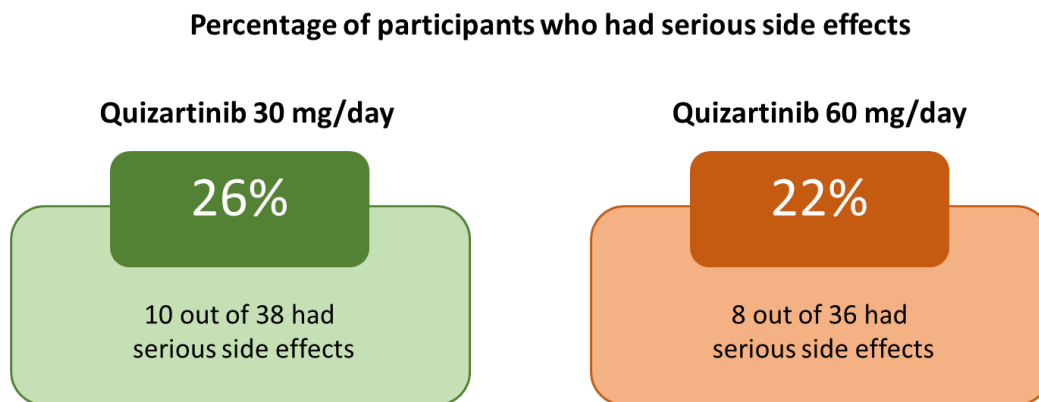 Percentage of participants who had serious side effects
Quizartinib 30 mg/day
26%
10 out of 38 had
serious side effects
Quizartinib 60 mg/day
22%
8 out of 36 had
serious side effects